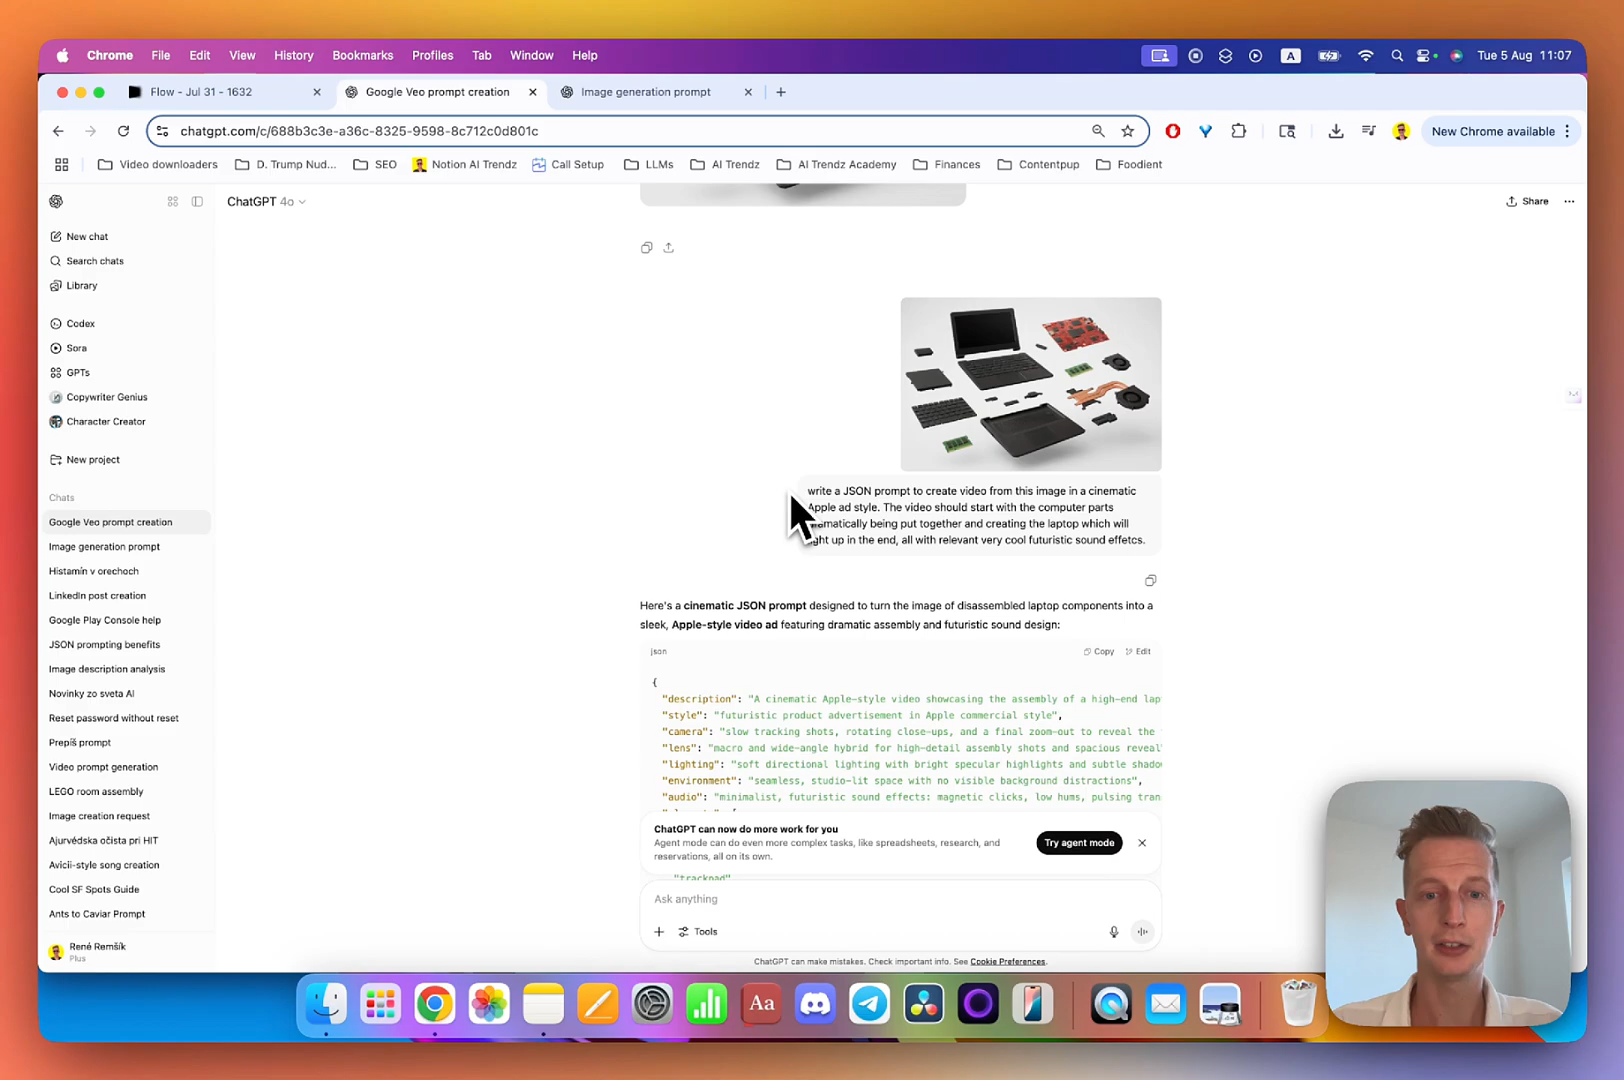 Chrome File Edit View History Bookmarks Profiles Tab Window Help
A
Tue 5 Aug 11:07
Flow - Jul 31 - 1632
Google Veo prompt creation
Image generation prompt
chatgpt.com/c/688b3c3e-a36c-8325-9598-8c712c0d801c
New Chrome available
Video downloaders
D. Trump Nud...
SEO
Notion AI Trendz
Call Setup
LLMs
AI Trendz
AI Trendz Academy
Finances
Contentpup
Foodient
ChatGPT 4o
Share
New chat
Search chats
Library
Codex
Sora
GPTs
Copywriter Genius
Character Creator
New project
Chats
Google Veo prompt creation
Image generation prompt
Histamín v orechoch
LinkedIn post creation
Google Play Console help
JSON prompting benefits
Image description analysis
Novinky zo sveta AI
Reset password without reset
Prepíš prompt
Video prompt generation
LEGO room assembly
Image creation request
Ajurvédska očista pri HIT
Avicii-style song creation
Cool SF Spots Guide
Ants to Caviar Prompt
René Remšík
Plus
write a JSON prompt to create video from this image in a cinematic
Apple ad style. The video should start with the computer parts
dramatically being put together and creating the laptop which will
light up in the end, all with relevant very cool futuristic sound effetcs.
Here's a cinematic JSON prompt designed to turn the image of disassembled laptop components into a
sleek, Apple-style video ad featuring dramatic assembly and futuristic sound design:
json
Copy
Edit
{
"description": "A cinematic Apple-style video showcasing the assembly of a high-end lap
"style": "futuristic product advertisement in Apple commercial style",
"camera": "slow tracking shots, rotating close-ups, and a final zoom-out to reveal the
"lens": "macro and wide-angle hybrid for high-detail assembly shots and spacious reveal"
"lighting": "soft directional lighting with bright specular highlights and subtle shado
"environment": "seamless, studio-lit space with no visible background distractions",
"audio": "minimalist, futuristic sound effects: magnetic clicks, low hums, pulsing tran
ChatGPT can now do more work for you
Agent mode can do even more complex tasks, like spreadsheets, research, and
reservations, all on its own.
Try agent mode
"trackpad"
Ask anything
Tools
ChatGPT can make mistakes. Check important info. See Cookie Preferences.
Aa